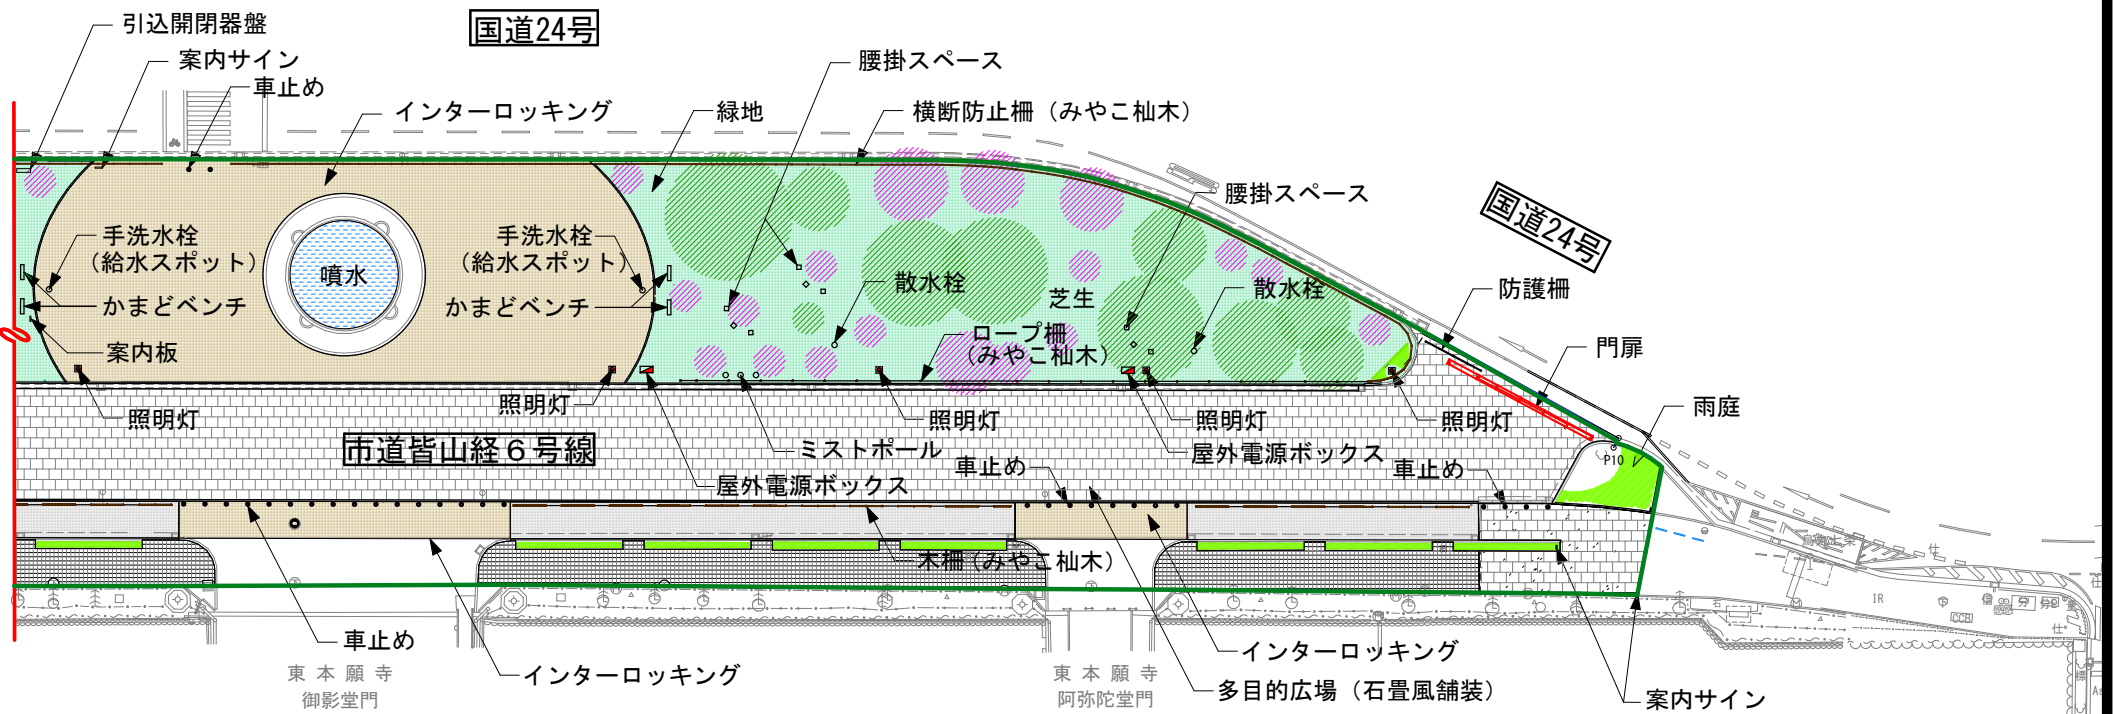 引込開閉器盤
国道24号
案内サイン
車止め
腰掛スペース
インターロッキング
緑地
横断防止柵（みやこ杣木）
腰掛スペース
国道24号
手洗水栓
（給水スポット）
手洗水栓
（給水スポット）
噴水
散水栓
散水栓
防護柵
かまどベンチ
かまどベンチ
芝生
ロープ柵
（みやこ杣木）
案内板
門扉
照明灯
照明灯
照明灯
照明灯
照明灯
雨庭
市道皆山経６号線
ミストポール
屋外電源ボックス
P10
車止め
車止め
屋外電源ボックス
木柵（みやこ杣木）
IR
CCB
車止め
インターロッキング
インターロッキング
東本願寺
御影堂門
東本願寺
阿弥陀堂門
多目的広場（石畳風舗装）
案内サイン